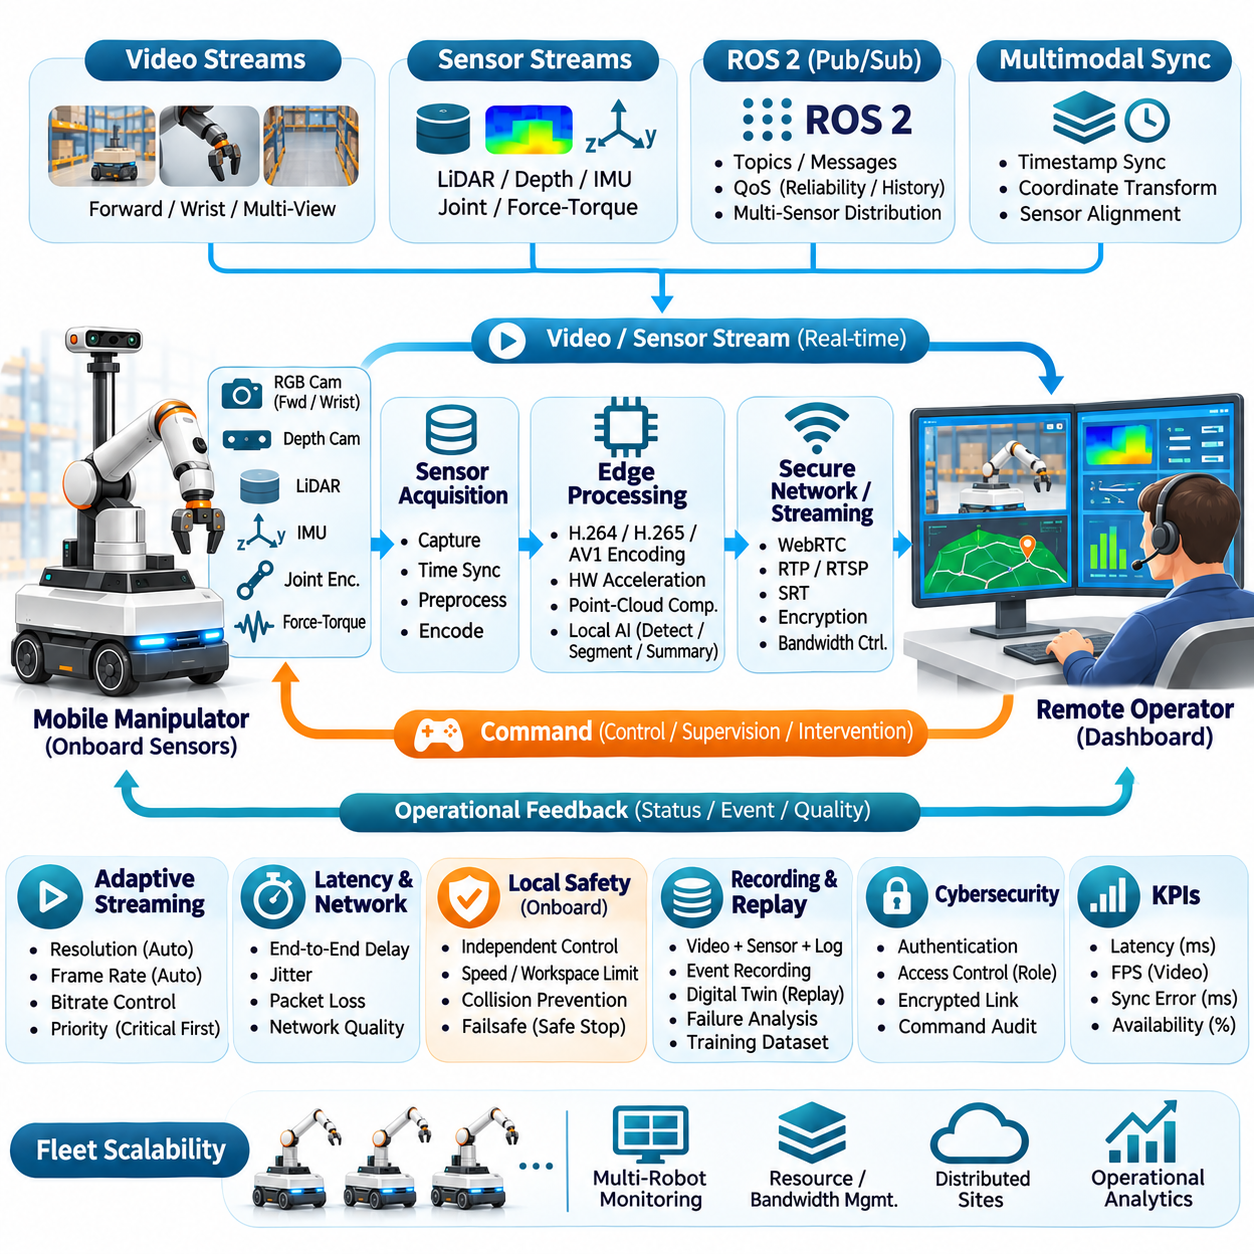 Video Streams
Forward / Wrist / Multi-View
Sensor Streams
z
y
LiDAR / Depth / IMU
Joint / Force-Torque
ROS 2 (Pub/Sub)
ROS 2
• Topics / Messages
• QoS (Reliability / History)
• Multi-Sensor Distribution
Multimodal Sync
• Timestamp Sync
• Coordinate Transform
• Sensor Alignment
Video / Sensor Stream (Real-time)
RGB Cam
(Fwd / Wrist)
Depth Cam
LiDAR
z
y
IMU
Joint Enc.
Force-Torque
Sensor
Acquisition
• Capture
• Time Sync
• Preprocess
• Encode
Edge
Processing
• H.264 / H.265 /
AV1 Encoding
• HW Acceleration
• Point-Cloud Comp.
• Local AI (Detect /
Segment / Summary)
Secure
Network /
Streaming
• WebRTC
• RTP / RTSP
• SRT
• Encryption
• Bandwidth Ctrl.
Mobile Manipulator
(Onboard Sensors)
Command (Control / Supervision / Intervention)
Remote Operator
(Dashboard)
Operational Feedback (Status / Event / Quality)
Adaptive
Streaming
• Resolution (Auto)
• Frame Rate (Auto)
• Bitrate Control
• Priority (Critical First)
Latency &
Network
• End-to-End Delay
• Jitter
• Packet Loss
• Network Quality
Local Safety
(Onboard)
• Independent Control
• Speed / Workspace Limit
• Collision Prevention
• Failsafe (Safe Stop)
Recording &
Replay
• Video + Sensor + Log
• Event Recording
• Digital Twin (Replay)
• Failure Analysis
• Training Dataset
Cybersecurity
• Authentication
• Access Control (Role)
• Encrypted Link
• Command Audit
KPIs
• Latency (ms)
• FPS (Video)
• Sync Error (ms)
• Availability (%)
Fleet Scalability
Multi-Robot
Monitoring
Resource /
Bandwidth Mgmt.
Distributed
Sites
Operational
Analytics